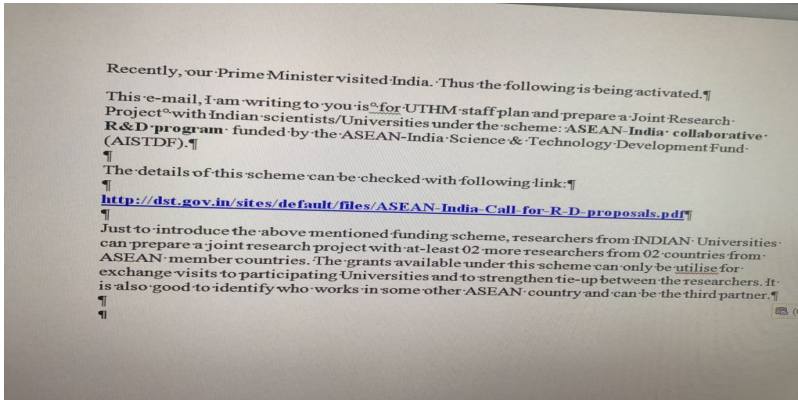 Recently, our Prime Minister visited India. Thus the following is being activated.¶
This e-mail, I am writing to you is for UTHM staff plan and prepare a Joint Research
Project with Indian scientists/Universities under the scheme: ASEAN-India collaborative
R&D program funded by the ASEAN-India Science & Technology Development Fund
(AISTDF).¶
¶
The details of this scheme can be checked with following link:¶
¶
http://dst.gov.in/sites/default/files/ASEAN-India-Call-for-R-D-proposals.pdf¶
¶
Just to introduce the above mentioned funding scheme, researchers from INDIAN Universities
can prepare a joint research project with at-least 02 more researchers from 02 countries from
ASEAN member countries. The grants available under this scheme can only be utilise for
exchange visits to participating Universities and to strengthen tie-up between the researchers. It
is also good to identify who works in some other ASEAN country and can be the third partner.¶
¶
¶